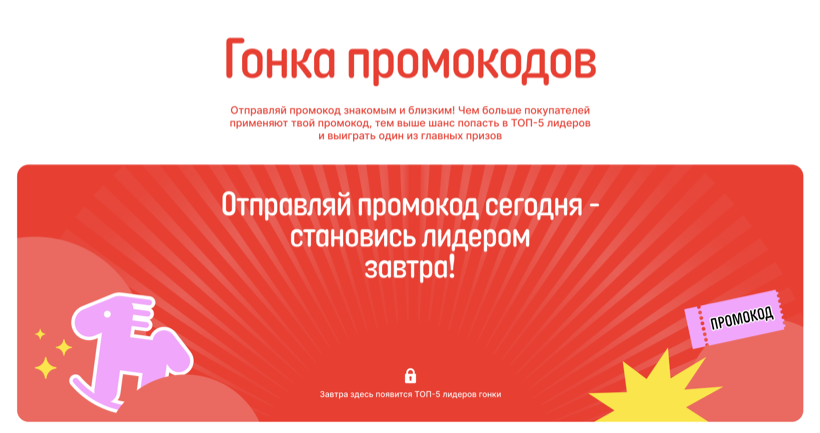 Гонка промокодов
Отправляй промокод знакомым и близким! Чем больше покупателей
применяют твой промокод, тем выше шанс попасть в ТОП-5 лидеров
и выиграть один из главных призов
Отправляй промокод сегодня -
становись лидером
завтра!
ПРОМОКОД
Завтра здесь появится ТОП-5 лидеров гонки